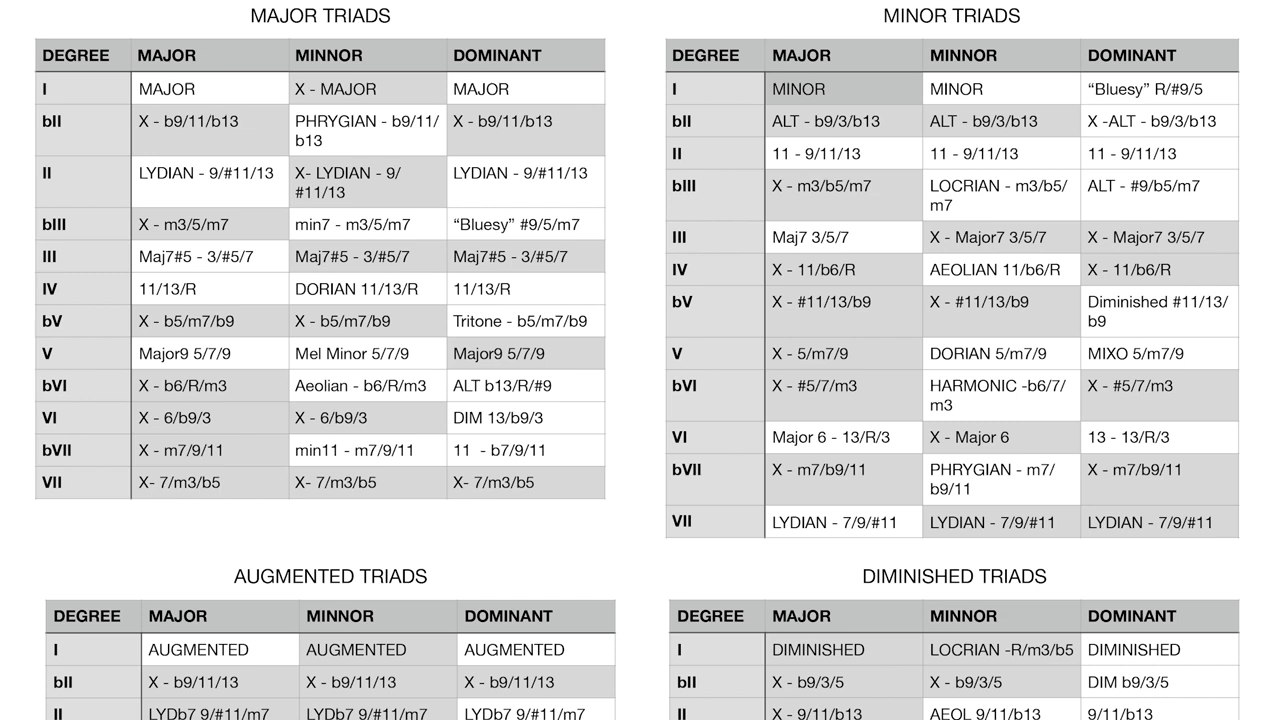 MAJOR TRIADS
DEGREE MAJOR MINNOR DOMINANT
I MAJOR X - MAJOR MAJOR
bII X - b9/11/b13 PHRYGIAN - b9/11/ X - b9/11/b13
b13
II LYDIAN - 9/#11/13 X- LYDIAN - 9/ LYDIAN - 9/#11/13
#11/13
bIII X - m3/5/m7 min7 - m3/5/m7 “Bluesy” #9/5/m7
III Maj7#5 - 3/#5/7 Maj7#5 - 3/#5/7 Maj7#5 - 3/#5/7
IV 11/13/R DORIAN 11/13/R 11/13/R
bV X - b5/m7/b9 X - b5/m7/b9 Tritone - b5/m7/b9
V Major9 5/7/9 Mel Minor 5/7/9 Major9 5/7/9
bVI X - b6/R/m3 Aeolian - b6/R/m3 ALT b13/R/#9
VI X - 6/b9/3 X - 6/b9/3 DIM 13/b9/3
bVII X - m7/9/11 min11 - m7/9/11 11 - b7/9/11
VII X- 7/m3/b5 X- 7/m3/b5 X- 7/m3/b5
MINOR TRIADS
DEGREE MAJOR MINNOR DOMINANT
I MINOR MINOR “Bluesy” R/#9/5
bII ALT - b9/3/b13 ALT - b9/3/b13 X -ALT - b9/3/b13
II 11 - 9/11/13 11 - 9/11/13 11 - 9/11/13
bIII X - m3/b5/m7 LOCRIAN - m3/b5/ ALT - #9/b5/m7
m7
III Maj7 3/5/7 X - Major7 3/5/7 X - Major7 3/5/7
IV X - 11/b6/R AEOLIAN 11/b6/R X - 11/b6/R
bV X - #11/13/b9 X - #11/13/b9 Diminished #11/13/
b9
V X - 5/m7/9 DORIAN 5/m7/9 MIXO 5/m7/9
bVI X - #5/7/m3 HARMONIC -b6/7/ X - #5/7/m3
m3
VI Major 6 - 13/R/3 X - Major 6 13 - 13/R/3
bVII X - m7/b9/11 PHRYGIAN - m7/ X - m7/b9/11
b9/11
VII LYDIAN - 7/9/#11 LYDIAN - 7/9/#11 LYDIAN - 7/9/#11
AUGMENTED TRIADS
DEGREE MAJOR MINNOR DOMINANT
I AUGMENTED AUGMENTED AUGMENTED
bII X - b9/11/13 X - b9/11/13 X - b9/11/13
II LYDb7 9/#11/m7 LYDb7 9/#11/m7 LYDb7 9/#11/m7
DIMINISHED TRIADS
DEGREE MAJOR MINNOR DOMINANT
I DIMINISHED LOCRIAN -R/m3/b5 DIMINISHED
bII X - b9/3/5 X - b9/3/5 DIM b9/3/5
II X - 9/11/b13 AEOL 9/11/b13 9/11/b13